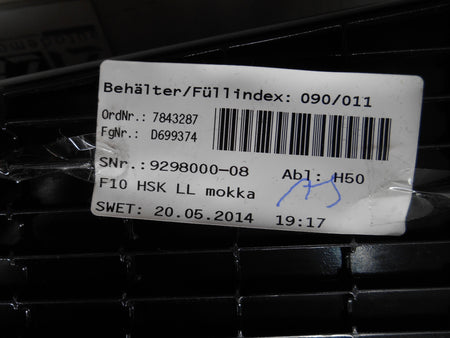 Behälter/Füllindex: 090/011
OrdNr.: 7843287
FgNr.: D699374
SNr.:9298000-08 Abl: H50
F10 HSK LL mokka
SWET: 20.05.2014 19:17